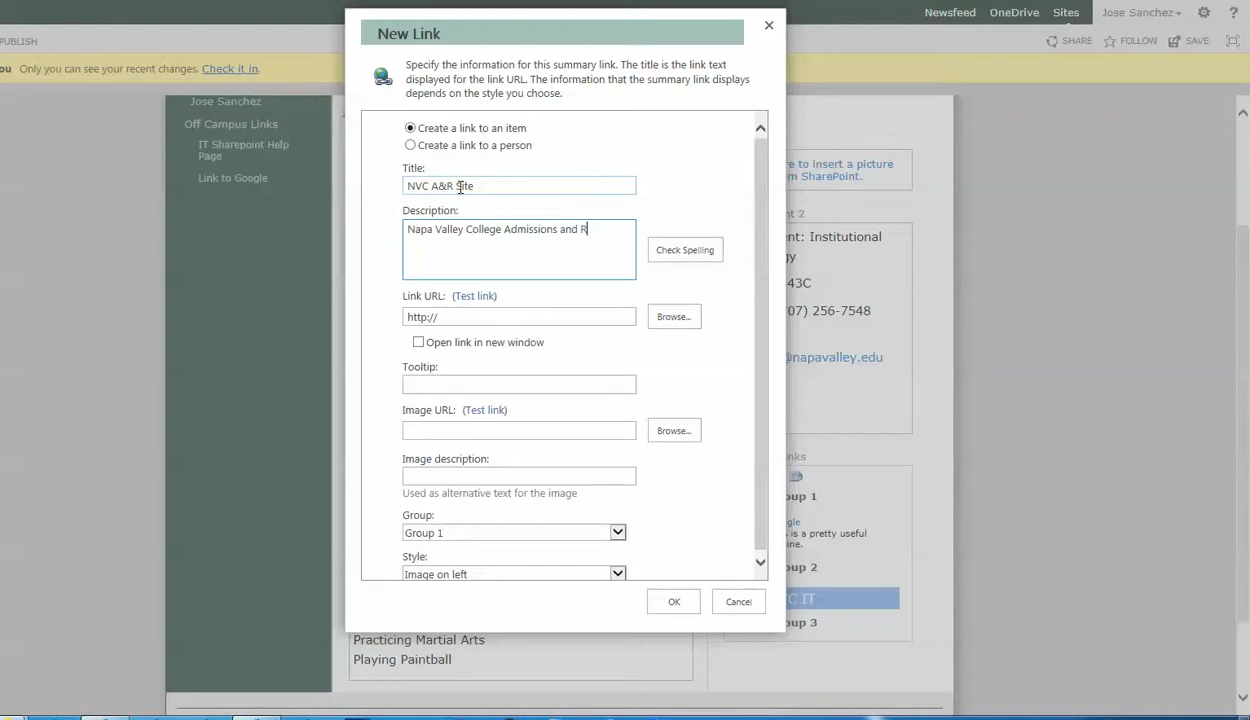 Newsfeed OneDrive Sites Jose Sanchez ?
PUBLISH
SHARE FOLLOW SAVE
ou Only you can see your recent changes. Check it in.
New Link
Specify the information for this summary link. The title is the link text
displayed for the link URL. The information that the summary link displays
depends on the style you choose.
Create a link to an item
Create a link to a person
Title:
NVC A&R Site
Description:
Napa Valley College Admissions and R
Check Spelling
Link URL: (Test link)
http://
Browse...
Open link in new window
Tooltip:
Image URL: (Test link)
Browse...
Image description:
Used as alternative text for the image
Group:
Group 1
Style:
Image on left
OK Cancel
Jose Sanchez
Off Campus Links
IT Sharepoint Help
Page
Link to Google
re to insert a picture
om SharePoint.
nt 2
ent: Institutional
gy
43C
07) 256-7548
@napavalley.edu
nks
oup 1
gle
s is a pretty useful
ine.
oup 2
C IT
oup 3
Practicing Martial Arts
Playing Paintball